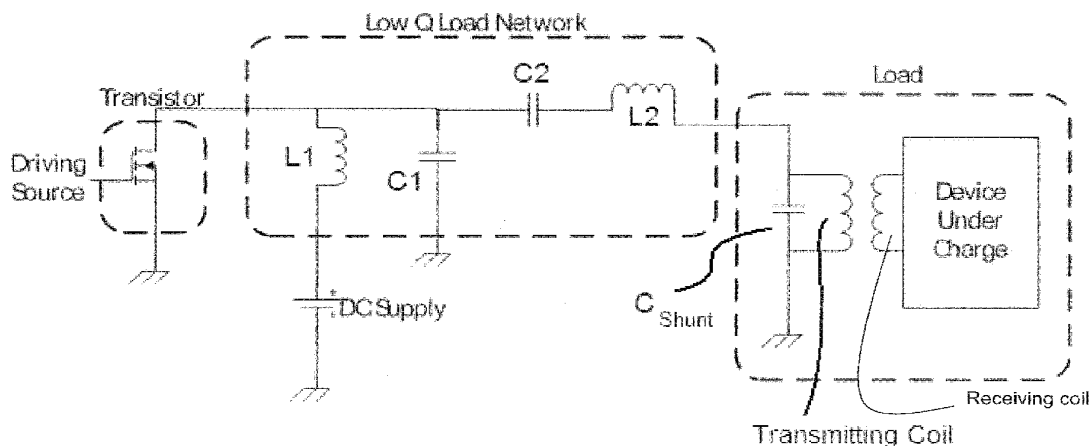 Low Q Load Network
Load
Transistor
C2
L2
L1
C1
Driving
Source
Device
Under
Charge
DC Supply
+
-
C Shunt
Receiving coil
Transmitting Coil